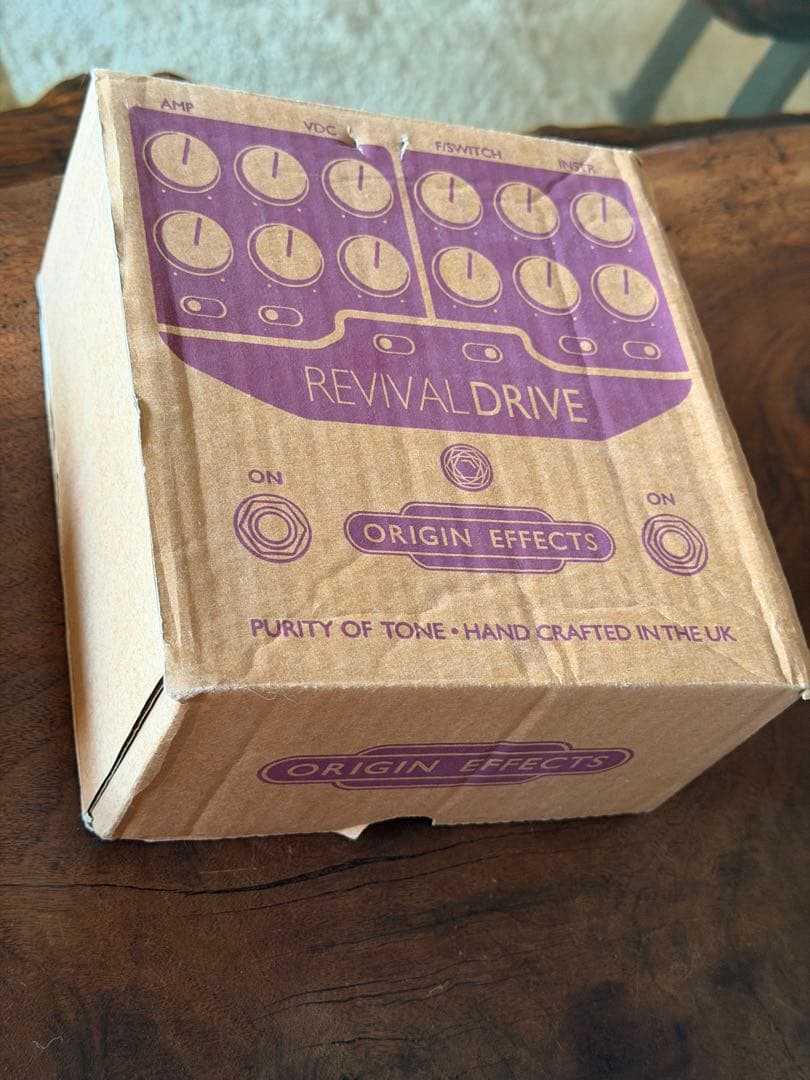 AMP
VDC
F/SWITCH
INSTR
REVIVALDRIVE
ON
ON
ORIGIN EFFECTS
PURITY OF TONE • HAND CRAFTED IN THE UK
ORIGIN EFFECTS